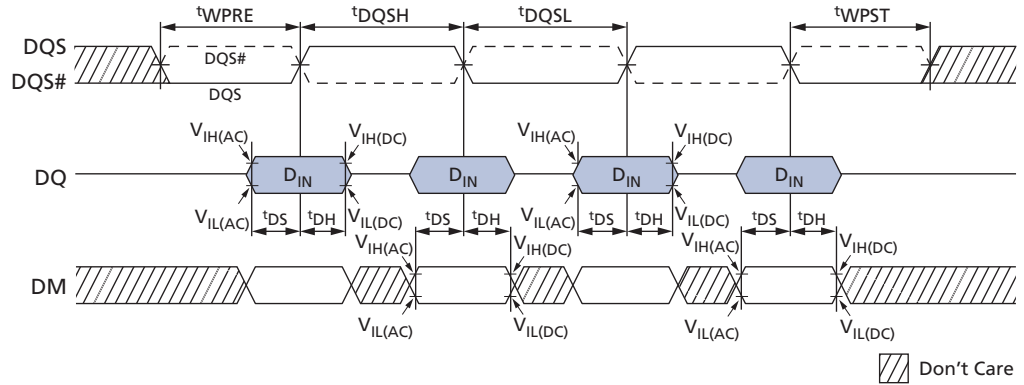 tWPRE tDQSH tDQSL tWPST
DQS
DQS#
DQS#
DQS
VIH(AC) VIH(DC) VIH(AC) VIH(DC)
DQ DIN DIN DIN DIN
VIL(AC) VIL(DC) VIL(AC) VIL(DC)
tDS tDH tDS tDH tDS tDH tDS tDH
VIH(AC) VIH(DC) VIH(AC) VIH(DC)
DM
VIL(AC) VIL(DC) VIL(AC) VIL(DC)
Don't Care